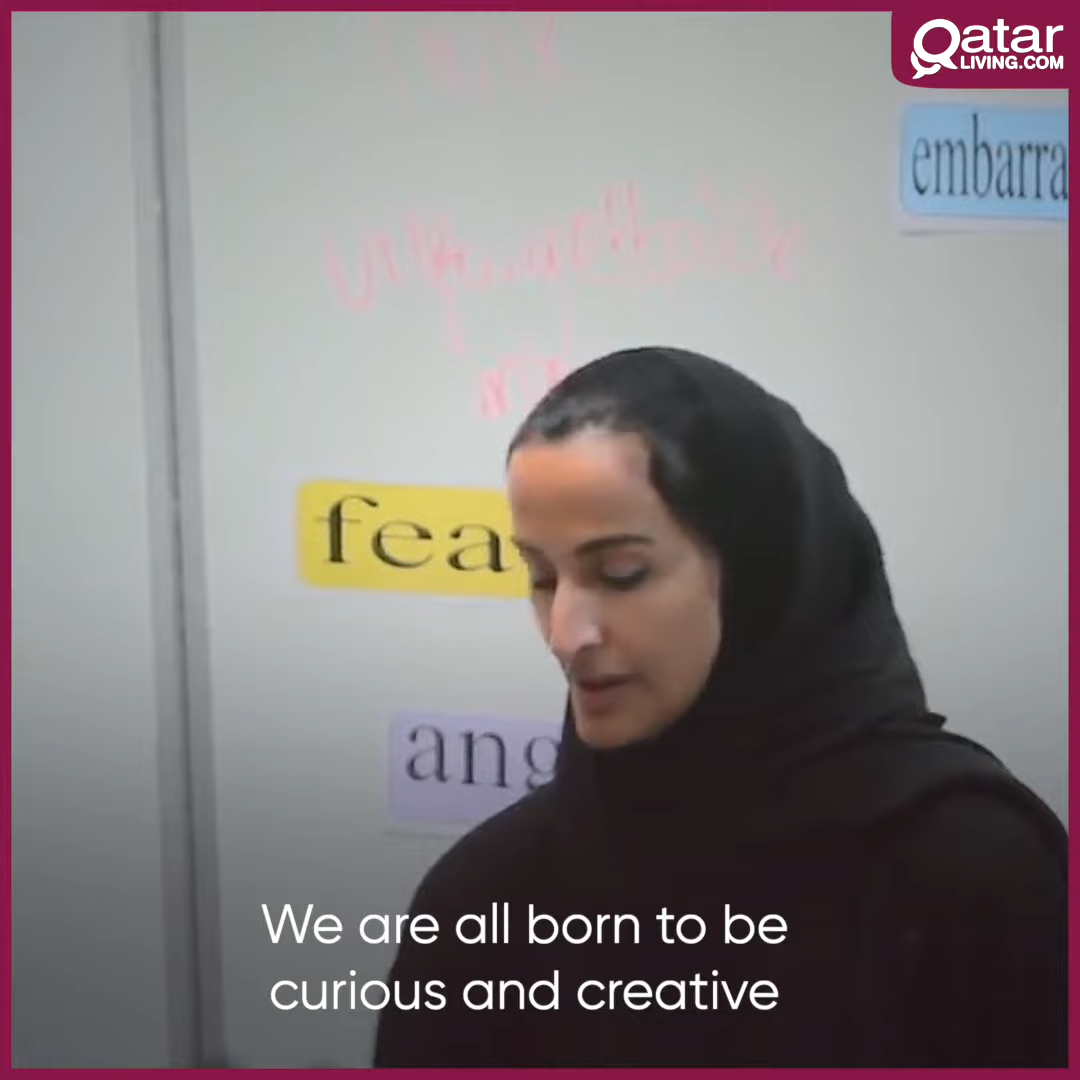 Qatar
LIVING.COM
embarra
fea
ang
We are all born to be
curious and creative